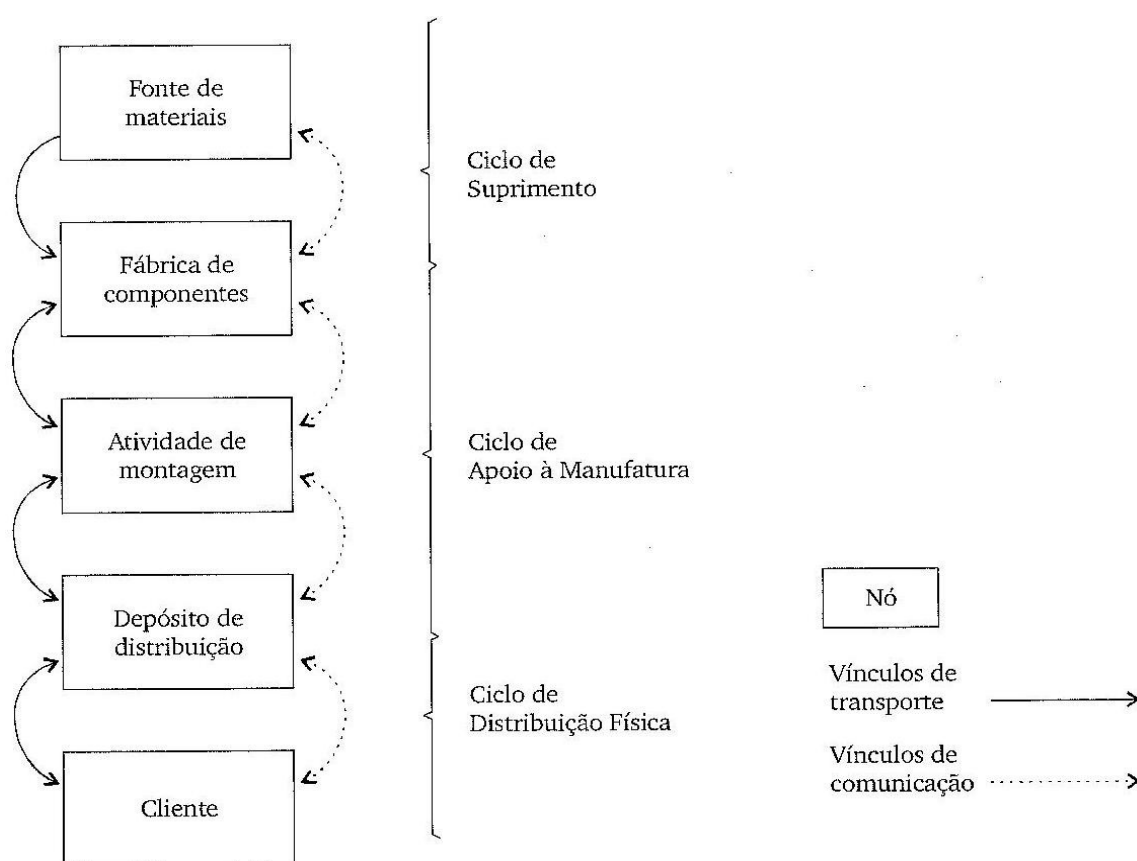 Fonte de
materiais
Ciclo de
Suprimento
Fábrica de
componentes
Atividade de
montagem
Ciclo de
Apoio à Manufatura
Depósito de
distribuição
Nó
Vínculos de
transporte
Ciclo de
Distribuição Física
Vínculos de
comunicação
Cliente